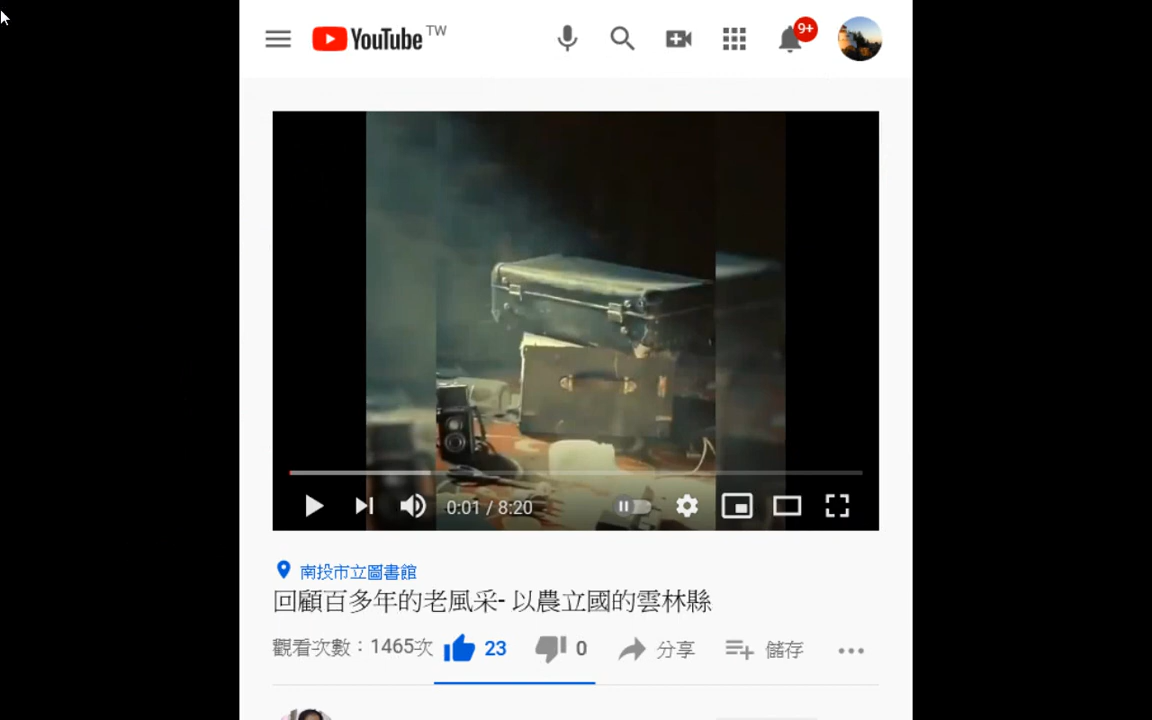 YouTube TW
9+
0:01 / 8:20
南投市立圖書館
回顧百多年的老風采- 以農立國的雲林縣
觀看次數：1465次 23 0 分享 儲存